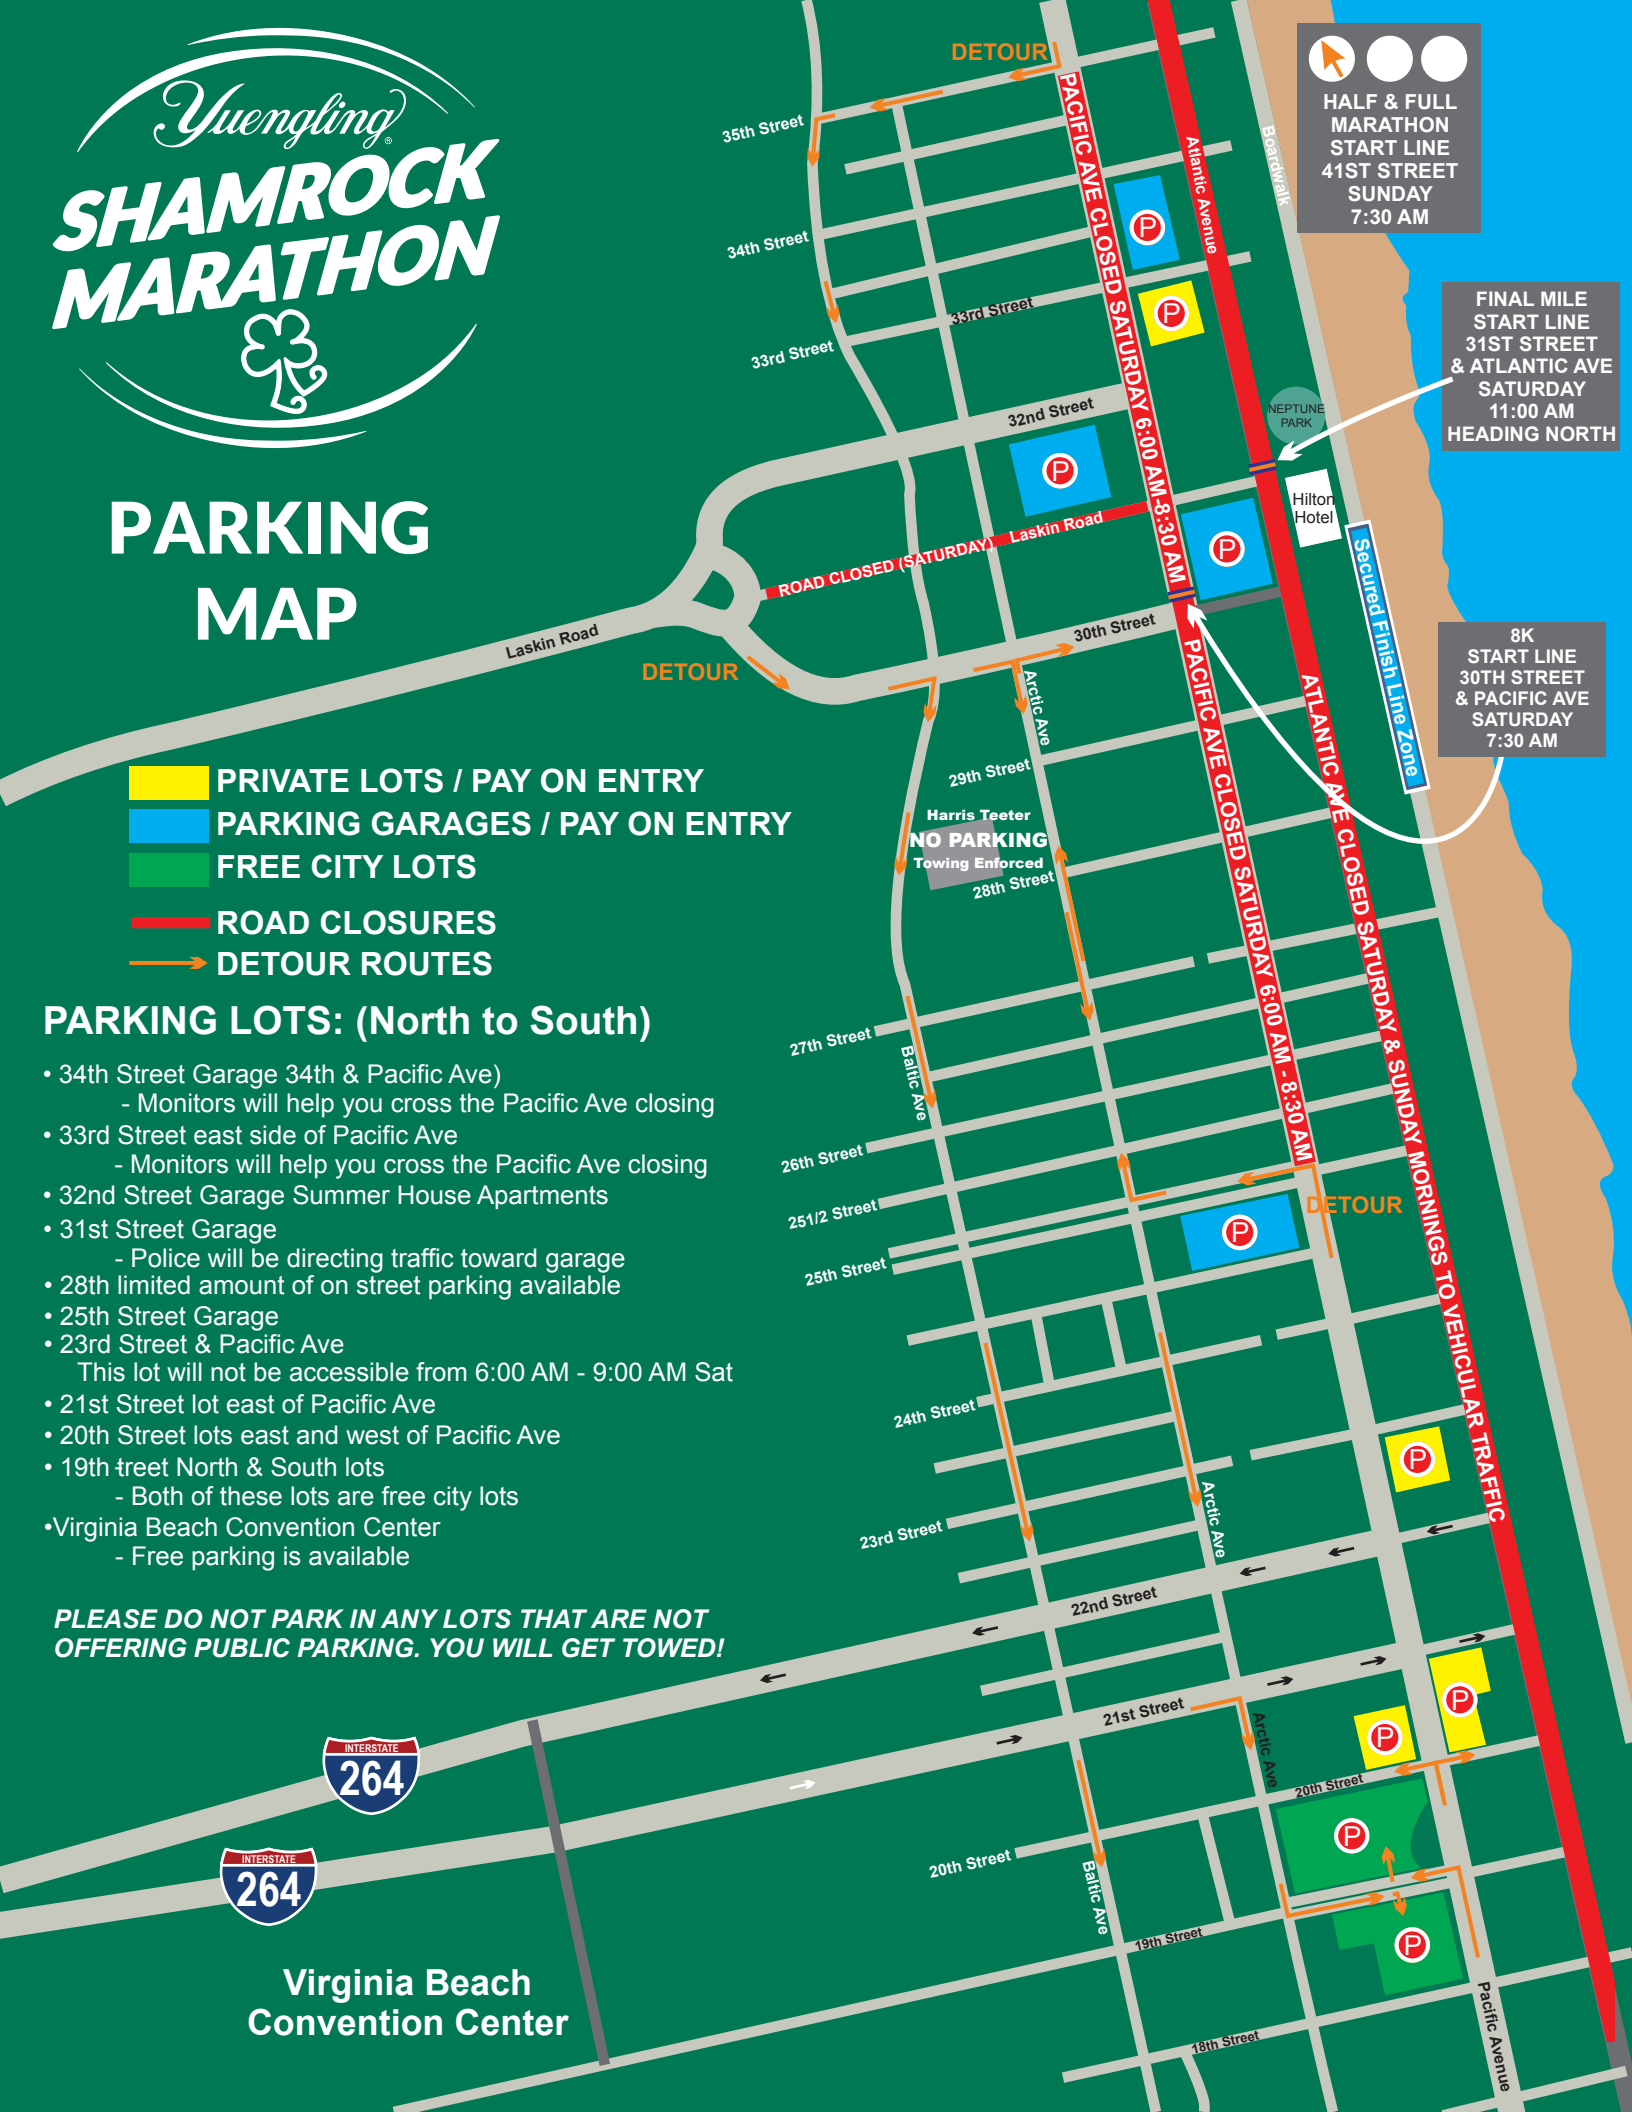 Yuengling®
SHAMROCK
MARATHON
PARKING
MAP
DETOUR
35th Street
34th Street
33rd Street
33rd Street
32nd Street
PACIFIC AVE CLOSED SATURDAY 6:00 AM-8:30 AM
Atlantic Avenue
Boardwalk
P
P
P
P
HALF & FULL
MARATHON
START LINE
41ST STREET
SUNDAY
7:30 AM
FINAL MILE
START LINE
31ST STREET
& ATLANTIC AVE
SATURDAY
11:00 AM
HEADING NORTH
NEPTUNE
PARK
Hilton
Hotel
Secured Finish Line Zone
8K
START LINE
30TH STREET
& PACIFIC AVE
SATURDAY
7:30 AM
ROAD CLOSED (SATURDAY)
Laskin Road
Laskin Road
DETOUR
30th Street
Arctic Ave
PACIFIC AVE CLOSED SATURDAY 6:00 AM - 8:30 AM
ATLANTIC AVE CLOSED SATURDAY & SUNDAY MORNINGS TO VEHICULAR TRAFFIC
29th Street
Harris Teeter
NO PARKING
Towing Enforced
28th Street
27th Street
Baltic Ave
26th Street
251/2 Street
25th Street
DETOUR
P
24th Street
23rd Street
Arctic Ave
P
22nd Street
21st Street
Arctic Ave
P
P
20th Street
20th Street
P
Baltic Ave
19th Street
P
18th Street
Pacific Avenue
PRIVATE LOTS / PAY ON ENTRY
PARKING GARAGES / PAY ON ENTRY
FREE CITY LOTS
ROAD CLOSURES
DETOUR ROUTES
PARKING LOTS: (North to South)
• 34th Street Garage 34th & Pacific Ave)
- Monitors will help you cross the Pacific Ave closing
• 33rd Street east side of Pacific Ave
- Monitors will help you cross the Pacific Ave closing
• 32nd Street Garage Summer House Apartments
• 31st Street Garage
- Police will be directing traffic toward garage
• 28th limited amount of on street parking available
• 25th Street Garage
• 23rd Street & Pacific Ave
This lot will not be accessible from 6:00 AM - 9:00 AM Sat
• 21st Street lot east of Pacific Ave
• 20th Street lots east and west of Pacific Ave
• 19th -treet North & South lots
- Both of these lots are free city lots
•Virginia Beach Convention Center
- Free parking is available
PLEASE DO NOT PARK IN ANY LOTS THAT ARE NOT
OFFERING PUBLIC PARKING. YOU WILL GET TOWED!
INTERSTATE
264
INTERSTATE
264
Virginia Beach
Convention Center